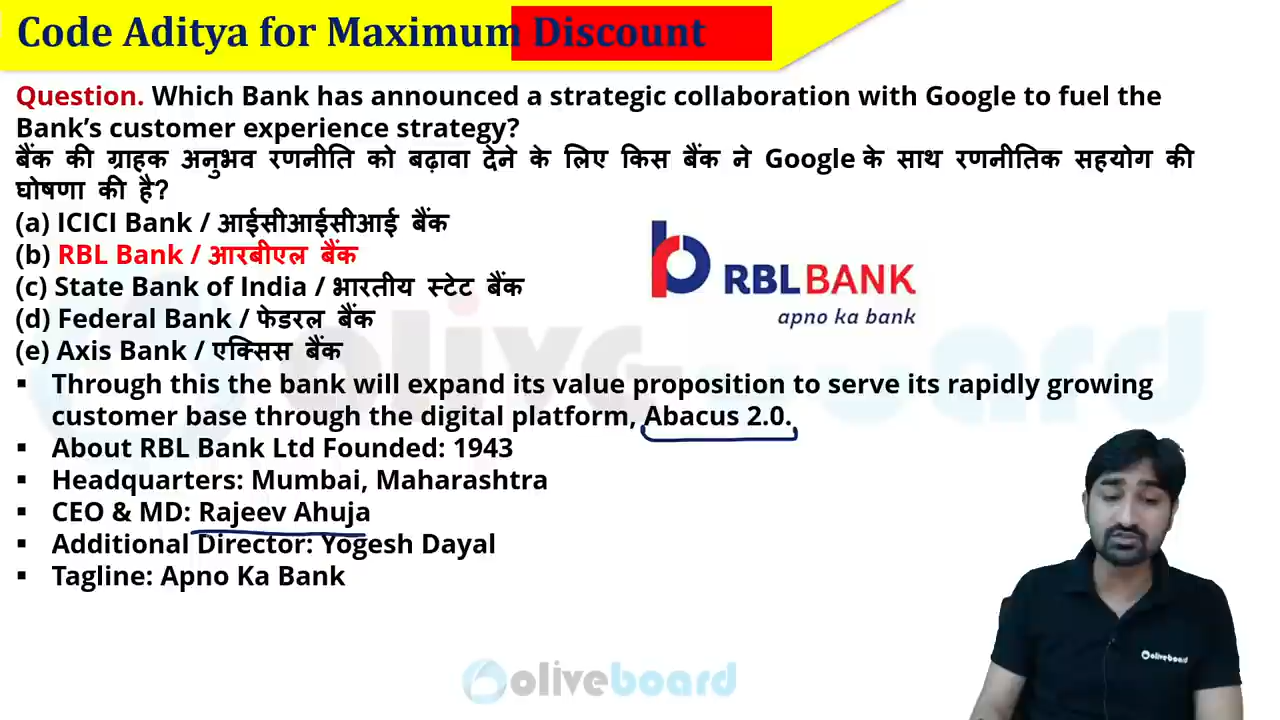 Code Aditya for Maximum Discount
Question. Which Bank has announced a strategic collaboration with Google to fuel the
Bank’s customer experience strategy?
बैंक की ग्राहक अनुभव रणनीति को बढ़ावा देने के लिए किस बैंक ने Google के साथ रणनीतिक सहयोग की
घोषणा की है?
(a) ICICI Bank / आईसीआईसीआई बैंक
(b) RBL Bank / आरबीएल बैंक
(c) State Bank of India / भारतीय स्टेट बैंक
(d) Federal Bank / फेडरल बैंक
(e) Axis Bank / एक्सिस बैंक
RBL BANK
apno ka bank
▪ Through this the bank will expand its value proposition to serve its rapidly growing
customer base through the digital platform, Abacus 2.0.
▪ About RBL Bank Ltd Founded: 1943
▪ Headquarters: Mumbai, Maharashtra
▪ CEO & MD: Rajeev Ahuja
▪ Additional Director: Yogesh Dayal
▪ Tagline: Apno Ka Bank
oliveboard
oliveboard